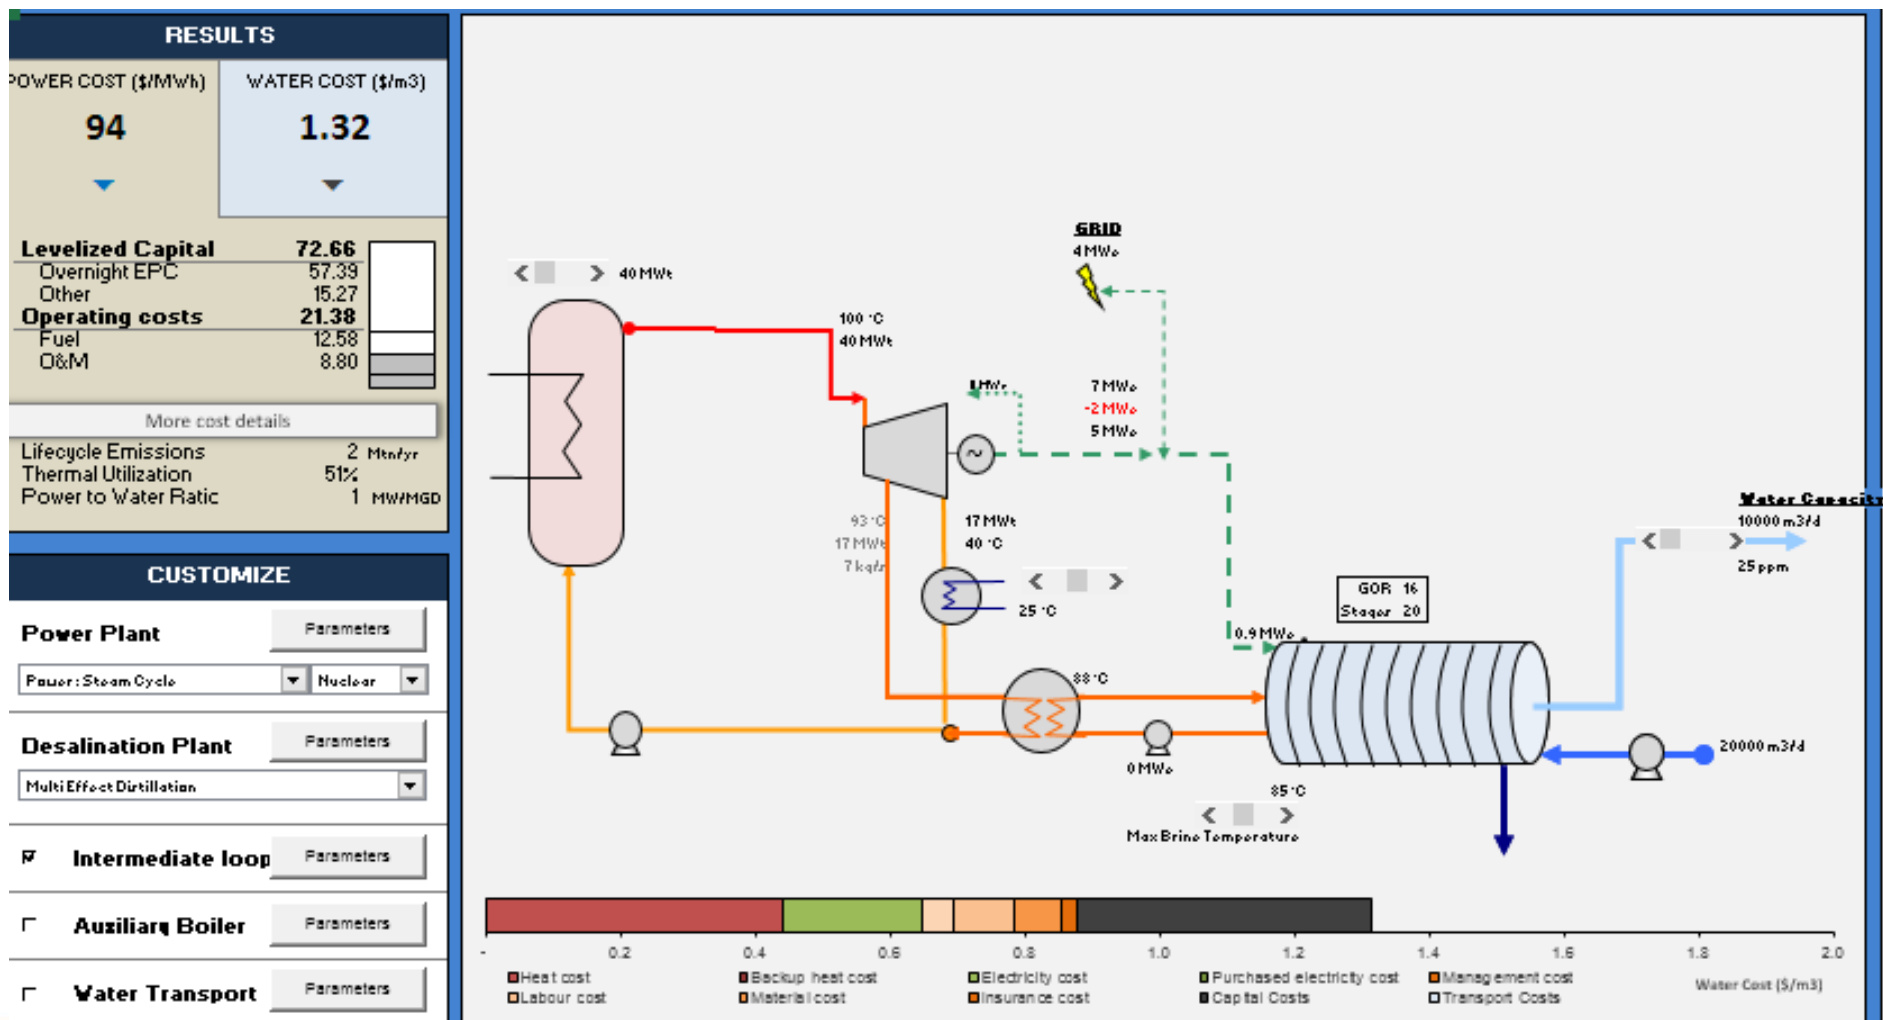 RESULTS
POWER COST ($/MWh)
WATER COST ($/m3)
94
1.32
Levelized Capital 72.66
Overnight EPC 57.39
Other 15.27
Operating costs 21.38
Fuel 12.58
O&M 8.80
More cost details
Lifecycle Emissions 2 Mtn/yr
Thermal Utilization 51%
Power to Water Ratio 1 MW/MGD
CUSTOMIZE
Power Plant Parameters
Power: Steam Cycle Nuclear
Desalination Plant Parameters
Multi Effect Distillation
Intermediate loop Parameters
Auxiliary Boiler Parameters
Water Transport Parameters
40 MWt
100 °C
40 MWt
GRID
4 MWe
7 MWe
-2 MWe
5 MWe
93 °C
17 MWt
17 MWt
40 °C
25 °C
88 °C
0 MWe
0.9 MWe
GOR 16
Stages 20
85 °C
Max Brine Temperature
Water Capacity
10000 m3/d
25 ppm
20000 m3/d
- 0.2 0.4 0.6 0.8 1.0 1.2 1.4 1.6 1.8 2.0
Heat cost Backup heat cost Electricity cost Purchased electricity cost Management cost
Labour cost Material cost Insurance cost Capital Costs Transport Costs
Water Cost ($/m3)